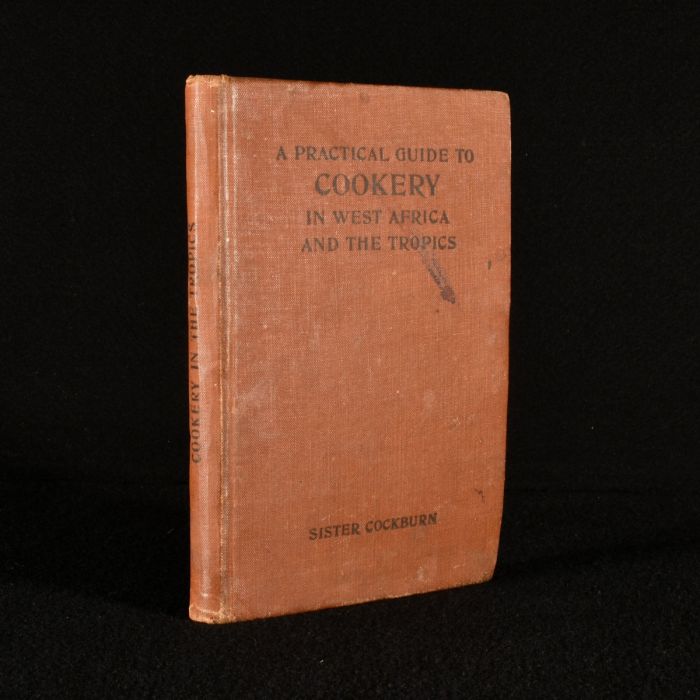 A PRACTICAL GUIDE TO
COOKERY
IN WEST AFRICA
AND THE TROPICS
SISTER COCKBURN
COOKERY IN THE TROPICS